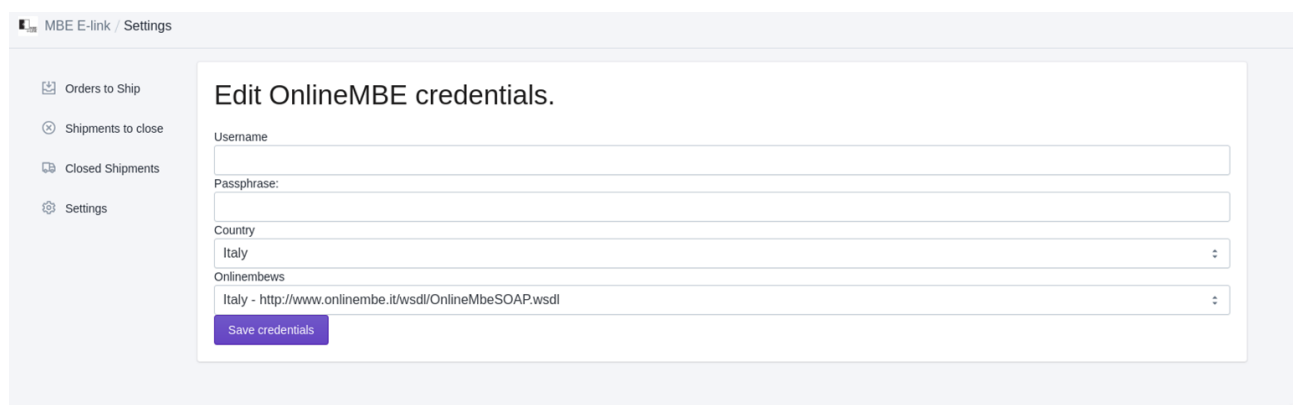 MBE E-link / Settings
Orders to Ship
Shipments to close
Closed Shipments
Settings
Edit OnlineMBE credentials.
Username
Passphrase:
Country
Italy
Onlinembews
Italy - http://www.onlinembe.it/wsdl/OnlineMbeSOAP.wsdl
Save credentials